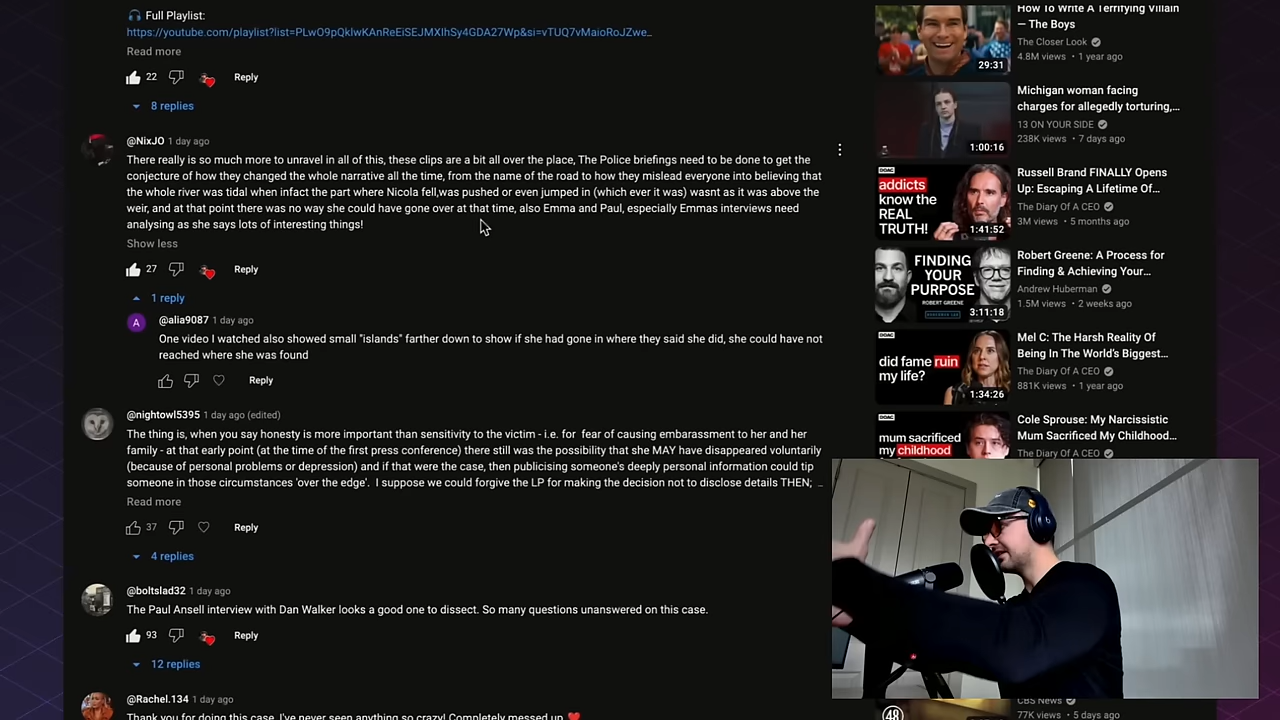 🎧 Full Playlist:
https://youtube.com/playlist?list=PLwO9pQklwKAnReEiSEJMXIhSy4GDA27Wp&si=vTUQ7vMaioRoJZwe_
Read more
22 Reply
8 replies
@NixJO 1 day ago
There really is so much more to unravel in all of this, these clips are a bit all over the place, The Police briefings need to be done to get the
conjecture of how they changed the whole narrative all the time, from the name of the road to how they mislead everyone into believing that
the whole river was tidal when infact the part where Nicola fell,was pushed or even jumped in (which ever it was) wasnt as it was above the
weir, and at that point there was no way she could have gone over at that time, also Emma and Paul, especially Emmas interviews need
analysing as she says lots of interesting things!
Show less
27 Reply
1 reply
A
@alia9087 1 day ago
One video I watched also showed small "islands" farther down to show if she had gone in where they said she did, she could have not
reached where she was found
Reply
@nightowl5395 1 day ago (edited)
The thing is, when you say honesty is more important than sensitivity to the victim - i.e. for fear of causing embarrassment to her and her
family - at that early point (at the time of the first press conference) there still was the possibility that she MAY have disappeared voluntarily
(because of personal problems or depression) and if that were the case, then publicising someone's deeply personal information could tip
someone in those circumstances 'over the edge'. I suppose we could forgive the LP for making the decision not to disclose details THEN; ...
Read more
37 Reply
4 replies
@boltslad32 1 day ago
The Paul Ansell interview with Dan Walker looks a good one to dissect. So many questions unanswered on this case.
93 Reply
12 replies
@Rachel.134 1 day ago
Thank you for doing this case, I've never seen anything so crazy! Completely messed up ❤️
How To Write A Terrifying Villain
— The Boys
The Closer Look
4.8M views • 1 year ago
29:31
Michigan woman facing
charges for allegedly torturing,...
13 ON YOUR SIDE
238K views • 7 days ago
1:00:16
Russell Brand FINALLY Opens
Up: Escaping A Lifetime Of...
The Diary Of A CEO
3M views • 5 months ago
DOAC
addicts
know the
REAL
TRUTH!
1:41:52
Robert Greene: A Process for
Finding & Achieving Your...
Andrew Huberman
1.5M views • 2 weeks ago
FINDING
YOUR
PURPOSE
ROBERT GREENE
3:11:18
Mel C: The Harsh Reality Of
Being In The World's Biggest...
The Diary Of A CEO
881K views • 1 year ago
DOAC
did fame ruin
my life?
1:34:26
Cole Sprouse: My Narcissistic
Mum Sacrificed My Childhood...
The Diary Of A CEO
DOAC
mum sacrificed
my childhood
CBS News
77K views • 5 days ago
48